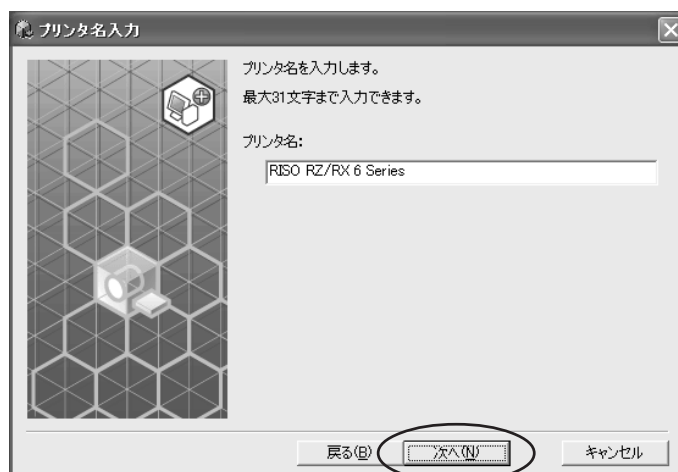 プリンタ名入力
プリンタ名を入力します。
最大31文字まで入力できます。
プリンタ名:
RISO RZ/RX 6 Series
戻る(B)
次へ(N)
キャンセル